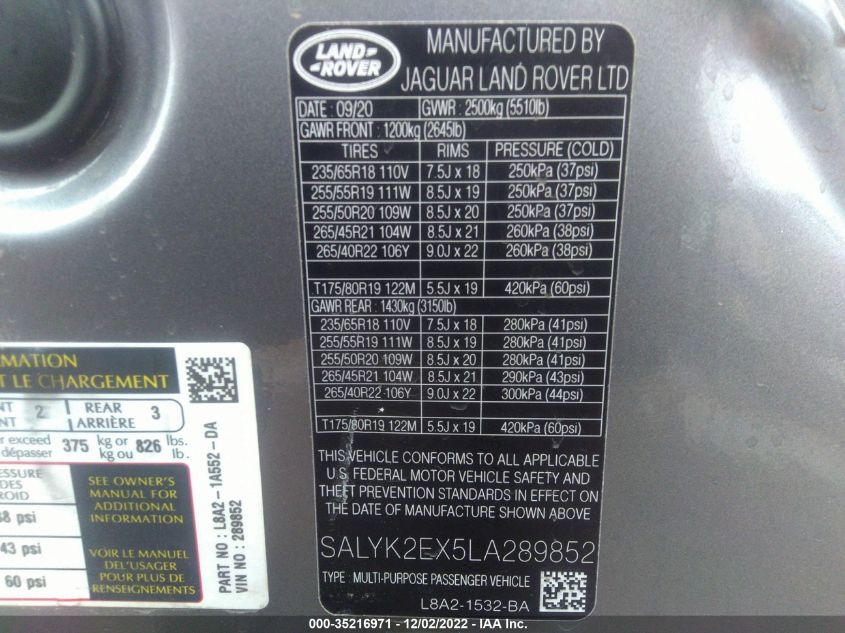 LAND-
-ROVER
MANUFACTURED BY
JAGUAR LAND ROVER LTD
DATE : 09/20 GVWR : 2500kg (5510lb)
GAWR FRONT : 1200kg (2645lb)
TIRES RIMS PRESSURE (COLD)
235/65R18 110V 7.5J x 18 250kPa (37psi)
255/55R19 111W 8.5J x 19 250kPa (37psi)
255/50R20 109W 8.5J x 20 250kPa (37psi)
265/45R21 104W 8.5J x 21 260kPa (38psi)
265/40R22 106Y 9.0J x 22 260kPa (38psi)
T175/80R19 122M 5.5J x 19 420kPa (60psi)
GAWR REAR : 1430kg (3150lb)
235/65R18 110V 7.5J x 18 280kPa (41psi)
255/55R19 111W 8.5J x 19 280kPa (41psi)
255/50R20 109W 8.5J x 20 280kPa (41psi)
265/45R21 104W 8.5J x 21 290kPa (43psi)
265/40R22 106Y 9.0J x 22 300kPa (44psi)
T175/80R19 122M 5.5J x 19 420kPa (60psi)
THIS VEHICLE CONFORMS TO ALL APPLICABLE
U.S. FEDERAL MOTOR VEHICLE SAFETY AND
THEFT PREVENTION STANDARDS IN EFFECT ON
THE DATE OF MANUFACTURE SHOWN ABOVE
SALYK2EX5LA289852
TYPE : MULTI-PURPOSE PASSENGER VEHICLE
L8A2-1532-BA
RMATION
T LE CHARGEMENT
NT 2 REAR 3
NT ARRIÈRE
er exceed 375 kg or 826 lbs.
dépasser kg ou lb.
ESSURE
DES
ROID
psi
43 psi
60 psi
SEE OWNER'S
MANUAL FOR
ADDITIONAL
INFORMATION
VOIR LE MANUEL
DEL'USAGER
POUR PLUS DE
RENSEIGNEMENTS
PART NO : L8A2-1A552-DA
VIN NO : 289852
000-35216971 - 12/02/2022 - IAA Inc.